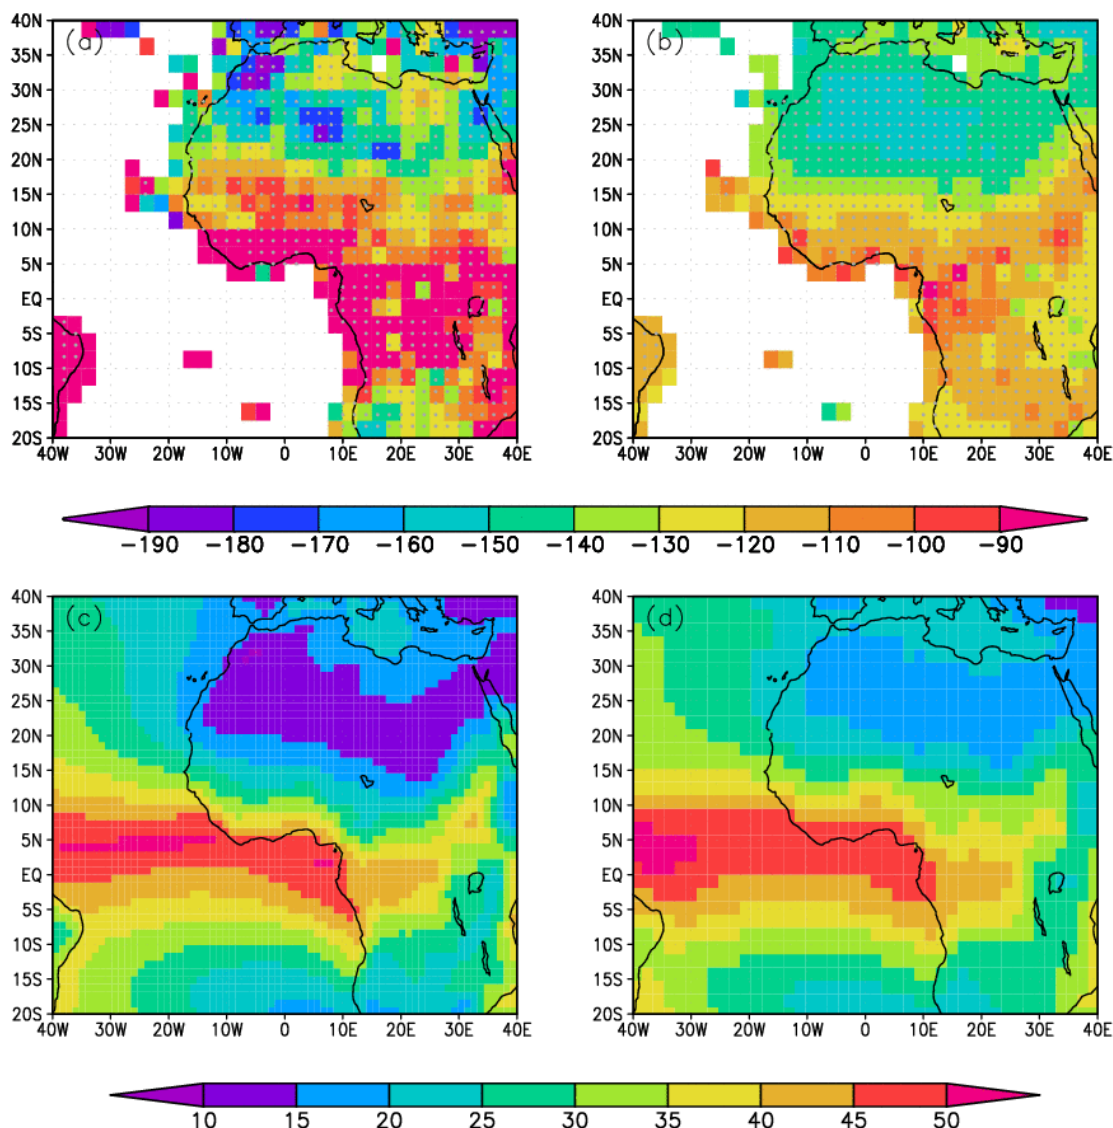 (a) (b)
40N 40N
35N 35N
30N 30N
25N 25N
20N 20N
15N 15N
10N 10N
5N 5N
EQ EQ
5S 5S
10S 10S
15S 15S
20S 20S
40W 30W 20W 10W 0 10E 20E 30E 40E 40W 30W 20W 10W 0 10E 20E 30E 40E
-190 -180 -170 -160 -150 -140 -130 -120 -110 -100 -90
(c) (d)
40N 40N
35N 35N
30N 30N
25N 25N
20N 20N
15N 15N
10N 10N
5N 5N
EQ EQ
5S 5S
10S 10S
15S 15S
20S 20S
40W 30W 20W 10W 0 10E 20E 30E 40E 40W 30W 20W 10W 0 10E 20E 30E 40E
10 15 20 25 30 35 40 45 50